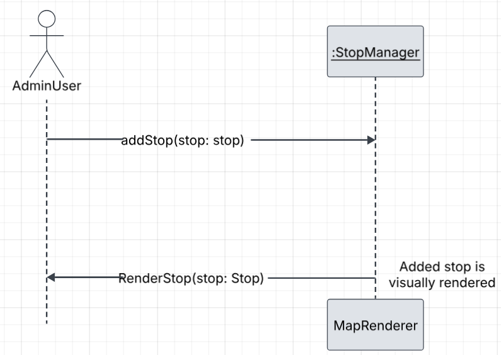 :StopManager
AdminUser
addStop(stop: stop)
RenderStop(stop: Stop)
Added stop is
visually rendered
MapRenderer